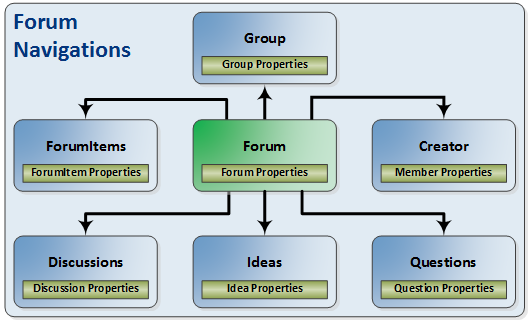 Forum
Navigations
Group
Group Properties
ForumItems
ForumItem Properties
Forum
Forum Properties
Creator
Member Properties
Discussions
Discussion Properties
Ideas
Idea Properties
Questions
Question Properties